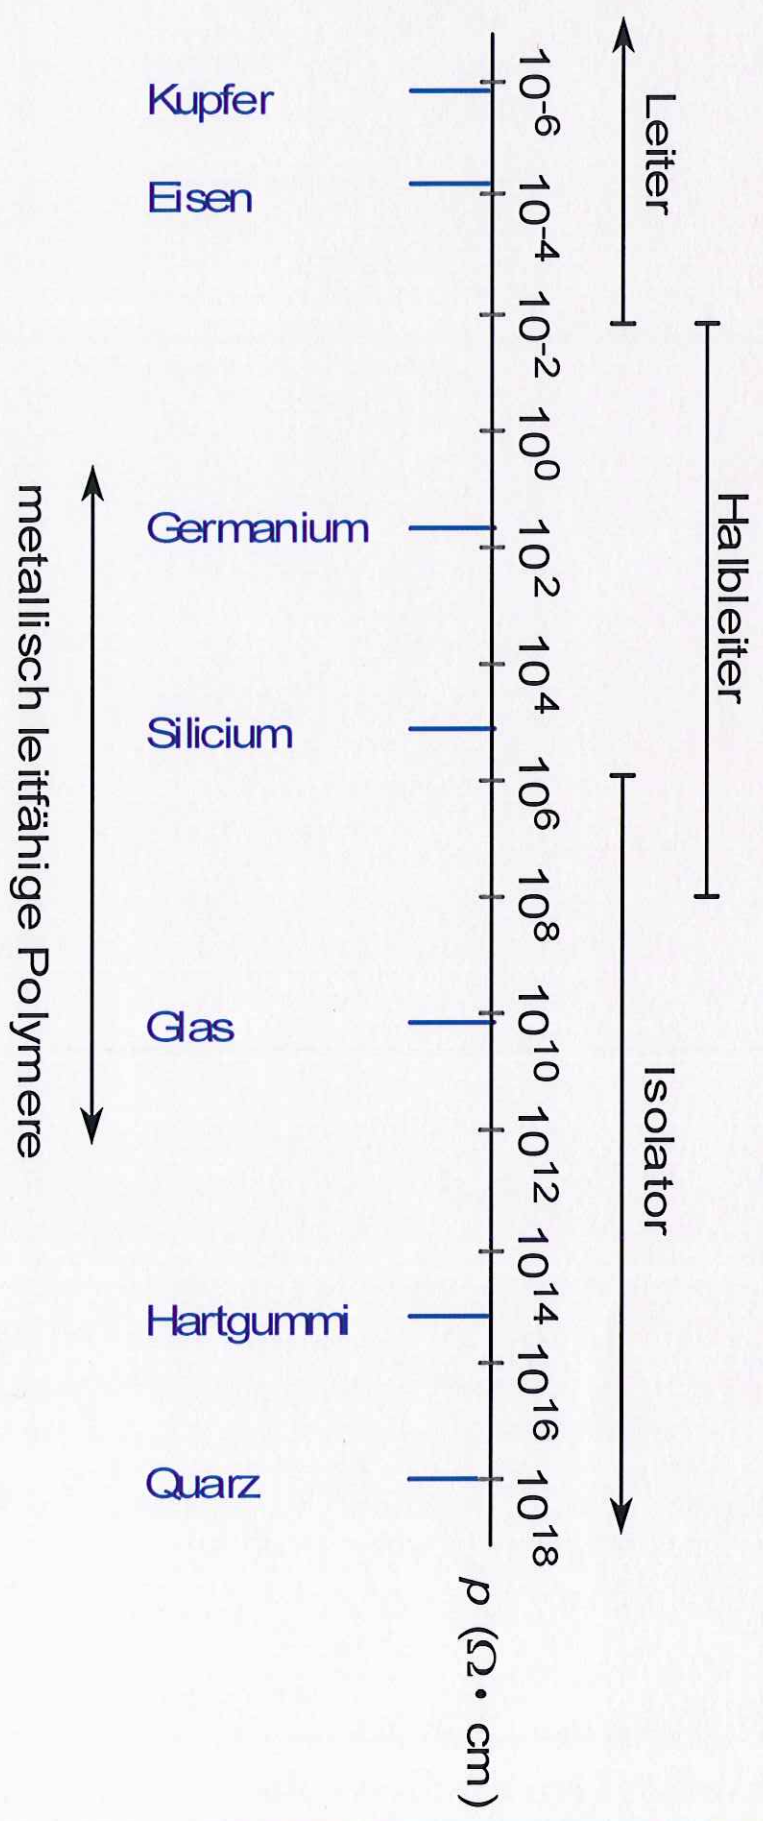 Leiter
Halbleiter
Isolator
10-6
10-4
10-2
100
102
104
106
108
1010
1012
1014
1016
1018
ρ (Ω · cm)
Kupfer
Eisen
Germanium
Silicium
Glas
Hartgummi
Quarz
metallisch leitfähige Polymere